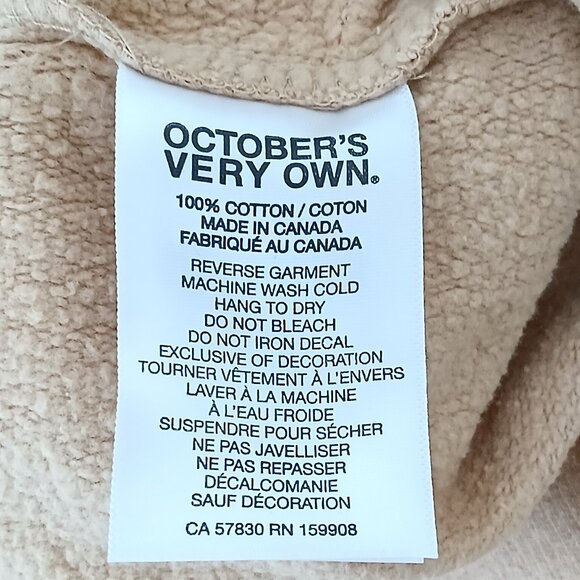 OCTOBER'S
VERY OWN®
100% COTTON / COTON
MADE IN CANADA
FABRIQUÉ AU CANADA
REVERSE GARMENT
MACHINE WASH COLD
HANG TO DRY
DO NOT BLEACH
DO NOT IRON DECAL
EXCLUSIVE OF DECORATION
TOURNER VÊTEMENT À L'ENVERS
LAVER À LA MACHINE
À L'EAU FROIDE
SUSPENDRE POUR SÉCHER
NE PAS JAVELLISER
NE PAS REPASSER
DÉCALCOMANIE
SAUF DÉCORATION
CA 57830 RN 159908